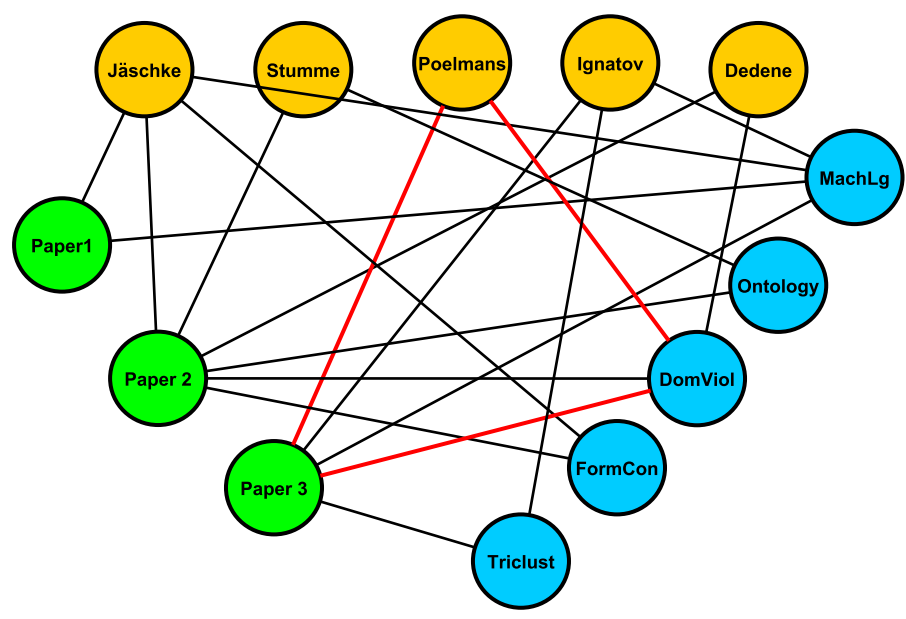 Jäschke
Stumme
Poelmans
Ignatov
Dedene
MachLg
Paper1
Ontology
Paper 2
DomViol
FormCon
Paper 3
Triclust